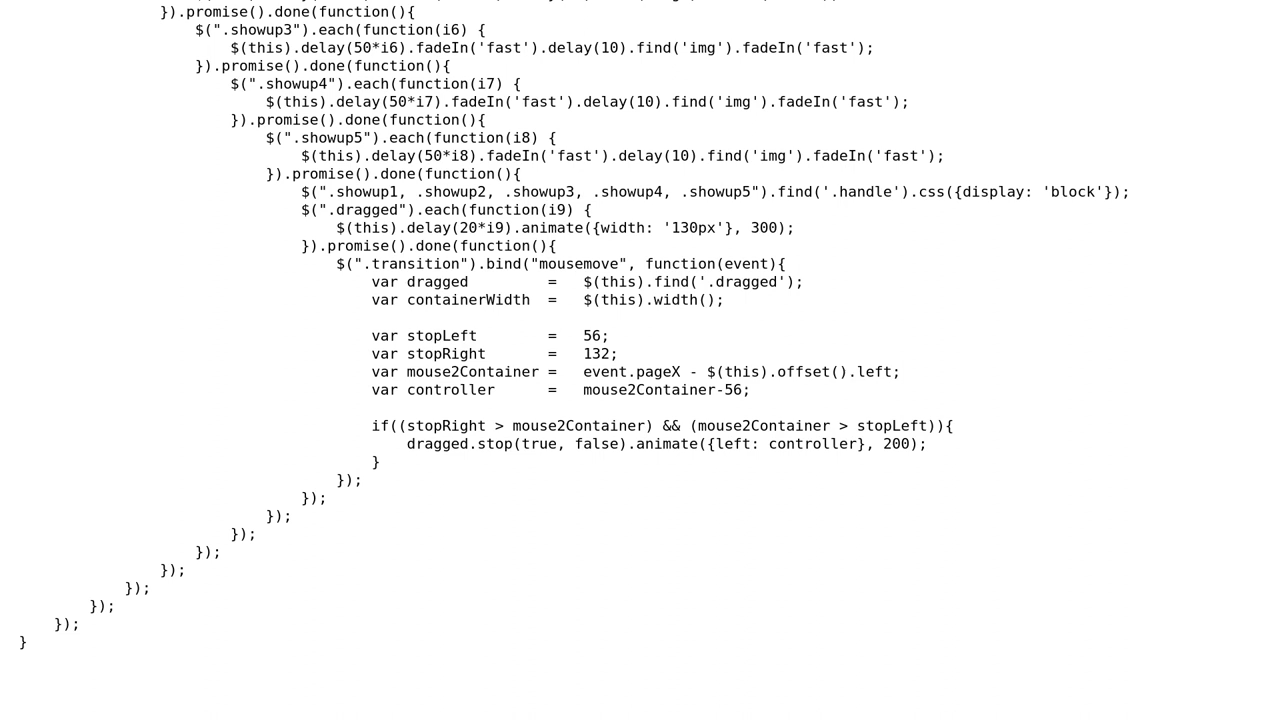 }).promise().done(function(){
$(".showup3").each(function(i6) {
$(this).delay(50*i6).fadeIn('fast').delay(10).find('img').fadeIn('fast');
}).promise().done(function(){
$(".showup4").each(function(i7) {
$(this).delay(50*i7).fadeIn('fast').delay(10).find('img').fadeIn('fast');
}).promise().done(function(){
$(".showup5").each(function(i8) {
$(this).delay(50*i8).fadeIn('fast').delay(10).find('img').fadeIn('fast');
}).promise().done(function(){
$(".showup1, .showup2, .showup3, .showup4, .showup5").find('.handle').css({display: 'block'});
$(".dragged").each(function(i9) {
$(this).delay(20*i9).animate({width: '130px'}, 300);
}).promise().done(function(){
$(".transition").bind("mousemove", function(event){
var dragged         =   $(this).find('.dragged');
var containerWidth  =   $(this).width();
var stopLeft        =   56;
var stopRight       =   132;
var mouse2Container =   event.pageX - $(this).offset().left;
var controller      =   mouse2Container-56;
if((stopRight > mouse2Container) && (mouse2Container > stopLeft)){
dragged.stop(true, false).animate({left: controller}, 200);
}
});
});
});
});
});
});
});
});
});
}